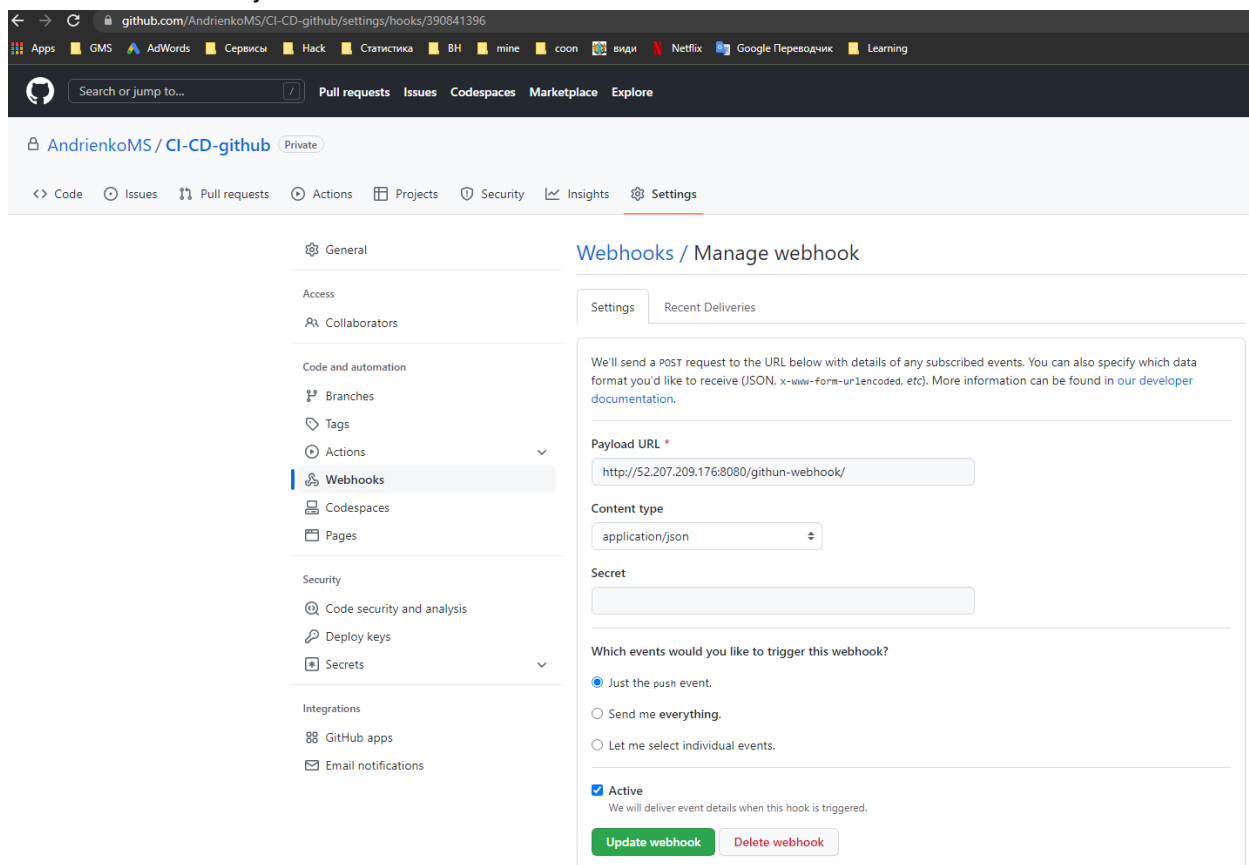 github.com/AndrienkoMS/CI-CD-github/settings/hooks/390841396
Apps GMS AdWords Сервисы Hack Статистика BH mine coon види Netflix Google Переводчик Learning
Search or jump to... / Pull requests Issues Codespaces Marketplace Explore
AndrienkoMS / CI-CD-github Private
<> Code Issues Pull requests Actions Projects Security Insights Settings
General
Access
Collaborators
Code and automation
Branches
Tags
Actions
Webhooks
Codespaces
Pages
Security
Code security and analysis
Deploy keys
Secrets
Integrations
GitHub apps
Email notifications
Webhooks / Manage webhook
Settings Recent Deliveries
We'll send a POST request to the URL below with details of any subscribed events. You can also specify which data
format you'd like to receive (JSON, x-www-form-urlencoded, etc). More information can be found in our developer
documentation.
Payload URL *
http://52.207.209.176:8080/githun-webhook/
Content type
application/json
Secret
Which events would you like to trigger this webhook?
Just the push event.
Send me everything.
Let me select individual events.
Active
We will deliver event details when this hook is triggered.
Update webhook Delete webhook